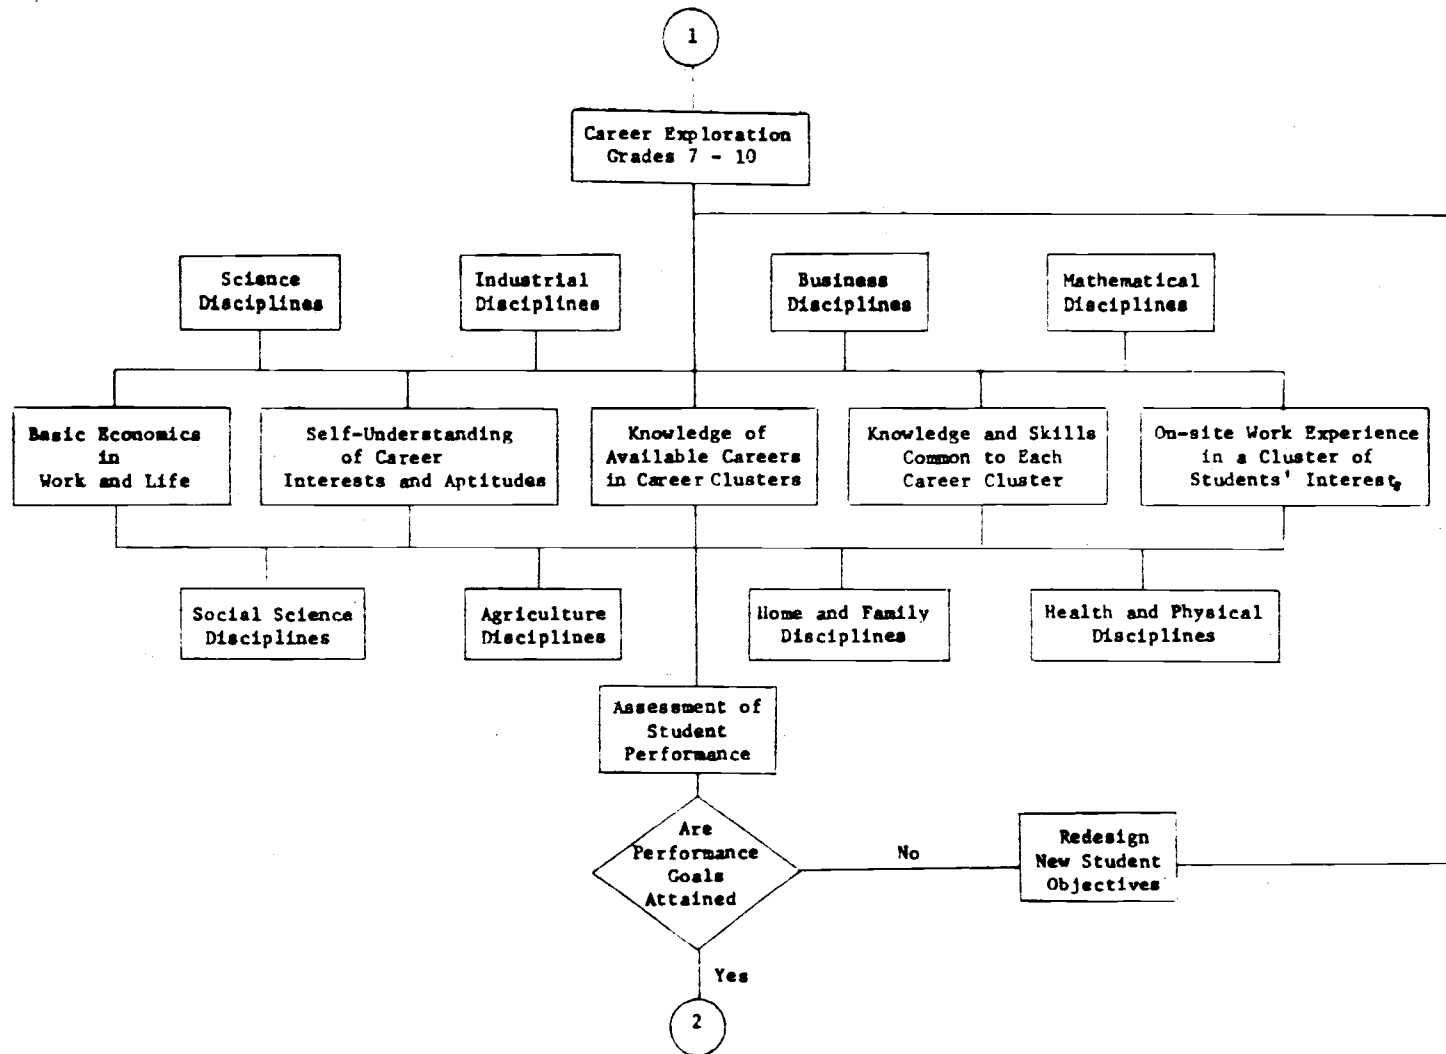 1
Career Exploration
Grades 7 - 10
Science
Disciplines
Industrial
Disciplines
Business
Disciplines
Mathematical
Disciplines
Basic Economics
in
Work and Life
Self-Understanding
of Career
Interests and Aptitudes
Knowledge of
Available Careers
in Career Clusters
Knowledge and Skills
Common to Each
Career Cluster
On-site Work Experience
in a Cluster of
Students' Interests
Social Science
Disciplines
Agriculture
Disciplines
Home and Family
Disciplines
Health and Physical
Disciplines
Assessment of
Student
Performance
Are
Performance
Goals
Attained
No
Redesign
New Student
Objectives
Yes
2